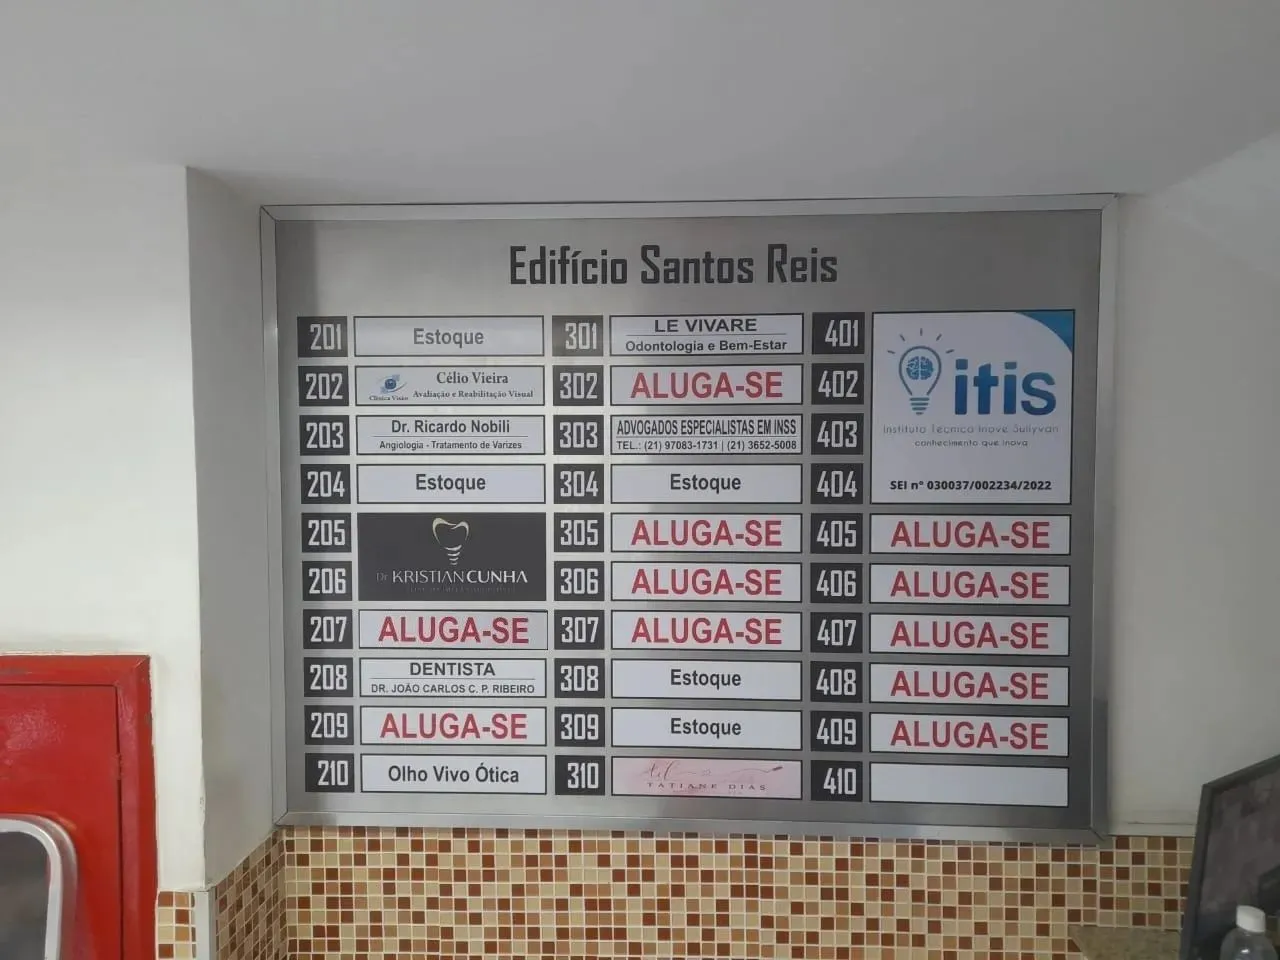 Edifício Santos Reis
201 Estoque
202 Célio Vieira
Clínica Visão Avaliação e Reabilitação Visual
203 Dr. Ricardo Nobili
Angiologia - Tratamento de Varizes
204 Estoque
205
206
Dr KRISTIAN CUNHA
207 ALUGA-SE
208 DENTISTA
DR. JOÃO CARLOS C. P. RIBEIRO
209 ALUGA-SE
210 Olho Vivo Ótica
301 LE VIVARE
Odontologia e Bem-Estar
302 ALUGA-SE
303 ADVOGADOS ESPECIALISTAS EM INSS
TEL.: (21) 97083-1731 | (21) 3652-5008
304 Estoque
305 ALUGA-SE
306 ALUGA-SE
307 ALUGA-SE
308 Estoque
309 Estoque
310 TATIANE DIAS
401
402
403
404
itis
Instituto Técnico Inove Sullyvan
conhecimento que inova
SEI nº 030037/002234/2022
405 ALUGA-SE
406 ALUGA-SE
407 ALUGA-SE
408 ALUGA-SE
409 ALUGA-SE
410